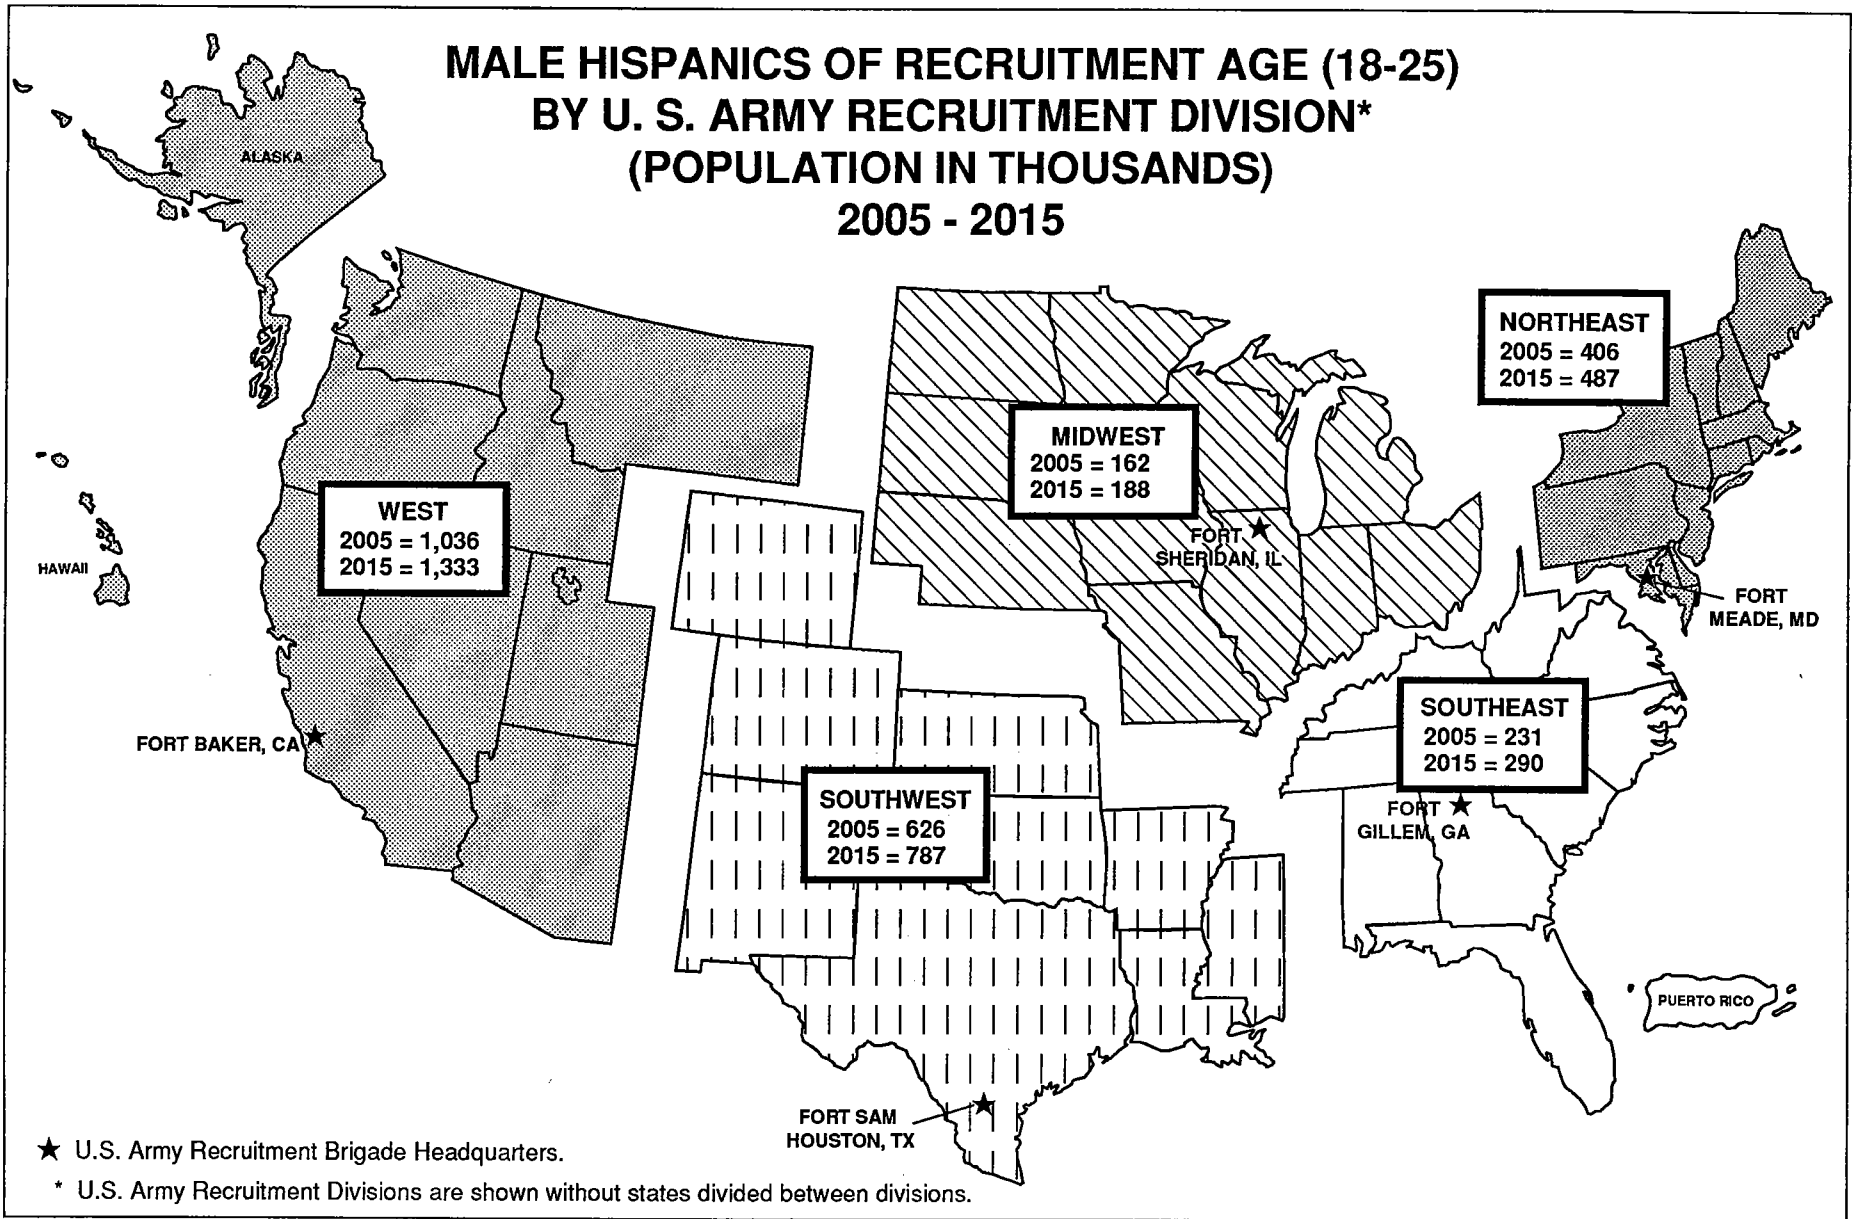 MALE HISPANICS OF RECRUITMENT AGE (18-25)
BY U. S. ARMY RECRUITMENT DIVISION*
(POPULATION IN THOUSANDS)
2005 - 2015
ALASKA
HAWAII
WEST
2005 = 1,036
2015 = 1,333
FORT BAKER, CA
MIDWEST
2005 = 162
2015 = 188
FORT
SHERIDAN, IL
NORTHEAST
2005 = 406
2015 = 487
FORT
MEADE, MD
SOUTHWEST
2005 = 626
2015 = 787
FORT SAM
HOUSTON, TX
SOUTHEAST
2005 = 231
2015 = 290
FORT
GILLEM, GA
PUERTO RICO
★ U.S. Army Recruitment Brigade Headquarters.
* U.S. Army Recruitment Divisions are shown without states divided between divisions.